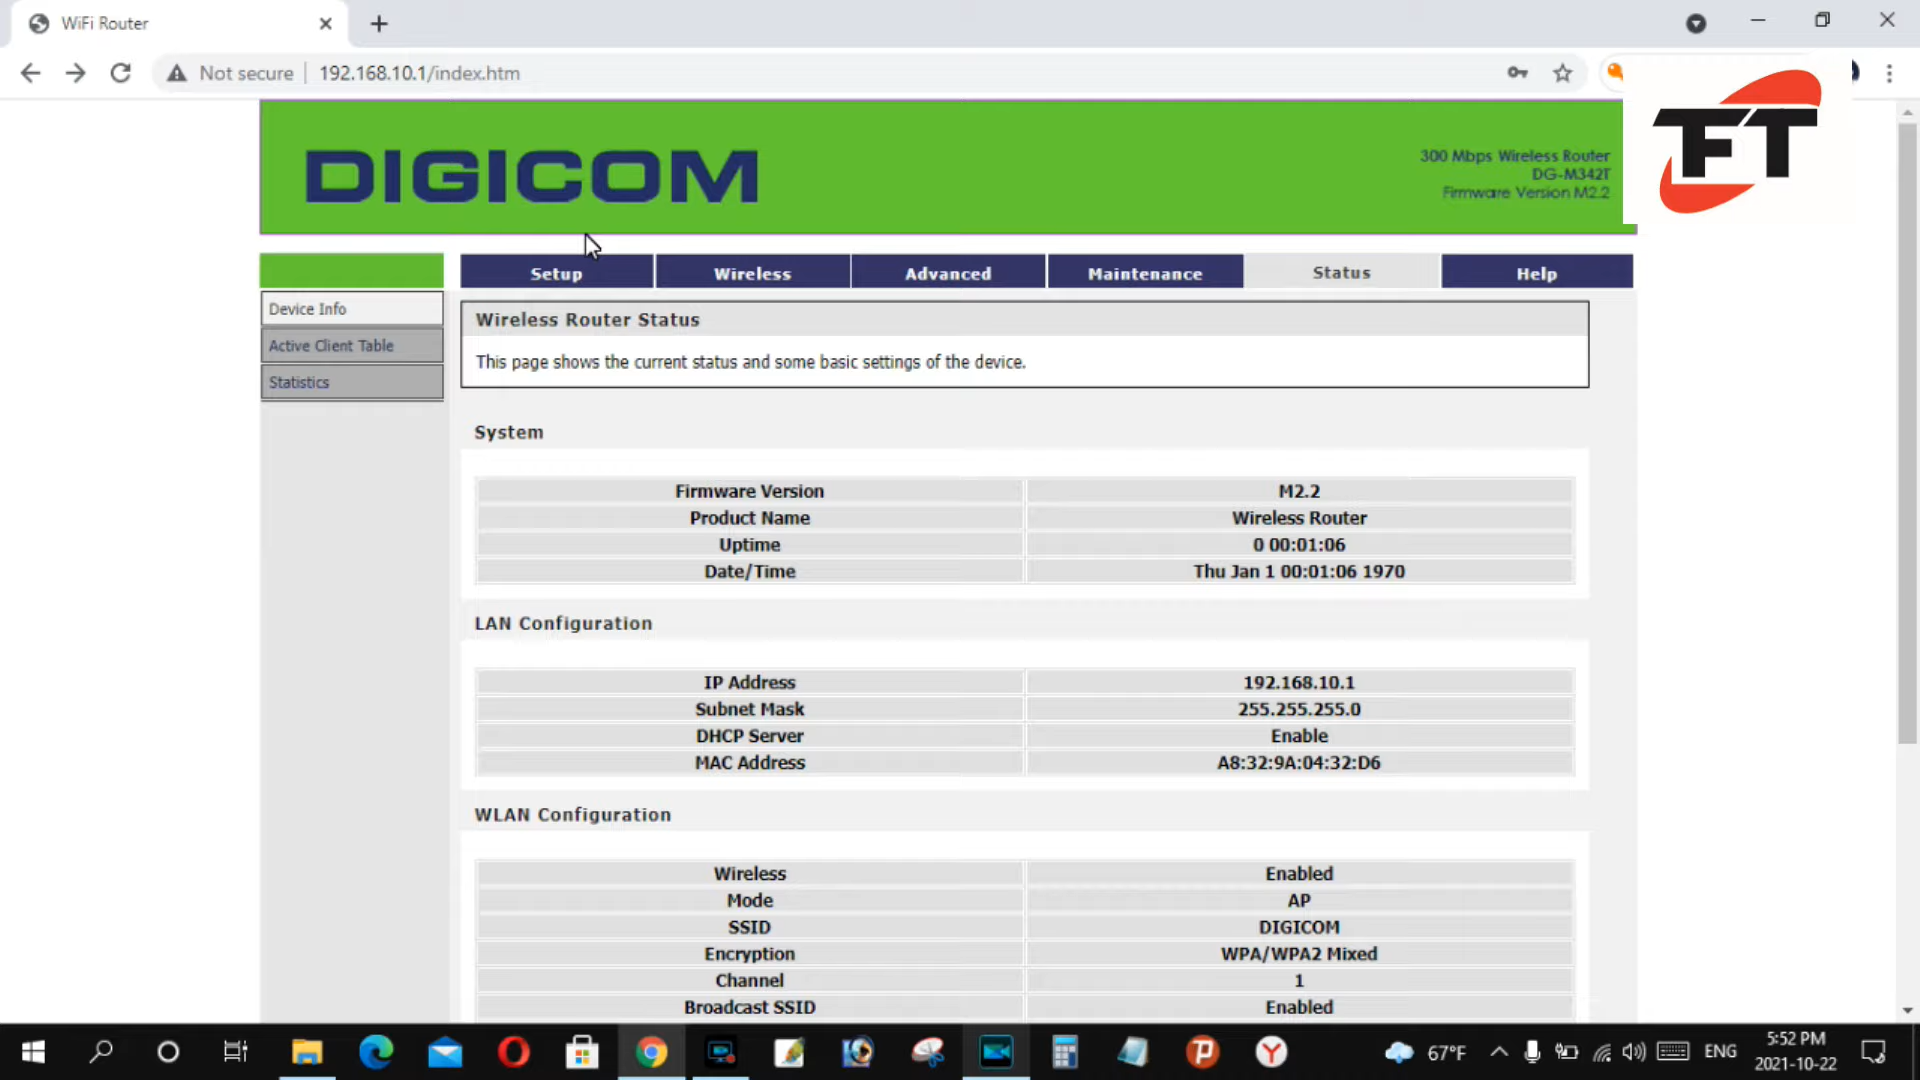 WiFi Router
Not secure 192.168.10.1/index.htm
FT
DIGICOM
300 Mbps Wireless Router
DG-M342T
Firmware Version M2.2
Setup Wireless Advanced Maintenance Status Help
Device Info
Active Client Table
Statistics
Wireless Router Status
This page shows the current status and some basic settings of the device.
System
Firmware Version M2.2
Product Name Wireless Router
Uptime 0 00:01:06
Date/Time Thu Jan 1 00:01:06 1970
LAN Configuration
IP Address 192.168.10.1
Subnet Mask 255.255.255.0
DHCP Server Enable
MAC Address A8:32:9A:04:32:D6
WLAN Configuration
Wireless Enabled
Mode AP
SSID DIGICOM
Encryption WPA/WPA2 Mixed
Channel 1
Broadcast SSID Enabled
67°F ENG 5:52 PM
2021-10-22